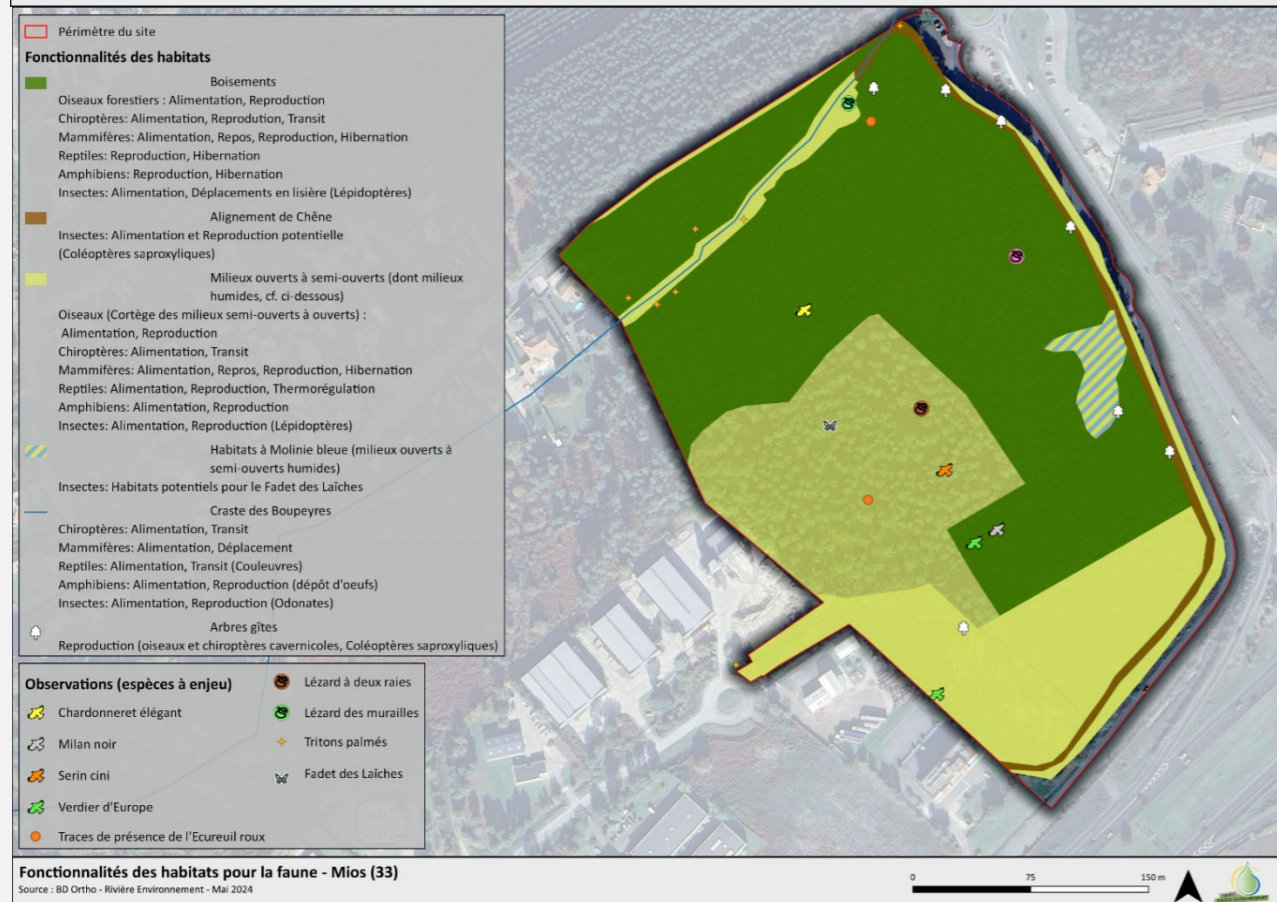 Périmètre du site
Fonctionnalités des habitats
Boisements
Oiseaux forestiers : Alimentation, Reproduction
Chiroptères: Alimentation, Reprodution, Transit
Mammifères: Alimentation, Repos, Reproduction, Hibernation
Reptiles: Reproduction, Hibernation
Amphibiens: Reproduction, Hibernation
Insectes: Alimentation, Déplacements en lisière (Lépidoptères)
Alignement de Chêne
Insectes: Alimentation et Reproduction potentielle
(Coléoptères saproxyliques)
Milieux ouverts à semi-ouverts (dont milieux
humides, cf. ci-dessous)
Oiseaux (Cortège des milieux semi-ouverts à ouverts) :
Alimentation, Reproduction
Chiroptères: Alimentation, Transit
Mammifères: Alimentation, Repros, Reproduction, Hibernation
Reptiles: Alimentation, Reproduction, Thermorégulation
Amphibiens: Alimentation, Reproduction
Insectes: Alimentation, Reproduction (Lépidoptères)
Habitats à Molinie bleue (milieux ouverts à
semi-ouverts humides)
Insectes: Habitats potentiels pour le Fadet des Laîches
Craste des Boupeyres
Chiroptères: Alimentation, Transit
Mammifères: Alimentation, Déplacement
Reptiles: Alimentation, Transit (Couleuvres)
Amphibiens: Alimentation, Reproduction (dépôt d'oeufs)
Insectes: Alimentation, Reproduction (Odonates)
Arbres gîtes
Reproduction (oiseaux et chiroptères cavernicoles, Coléoptères saproxyliques)
Observations (espèces à enjeu)
Chardonneret élégant
Milan noir
Serin cini
Verdier d'Europe
Traces de présence de l'Ecureuil roux
Lézard à deux raies
Lézard des murailles
Tritons palmés
Fadet des Laîches
Fonctionnalités des habitats pour la faune - Mios (33)
Source : BD Ortho - Rivière Environnement - Mai 2024
0 75 150 m